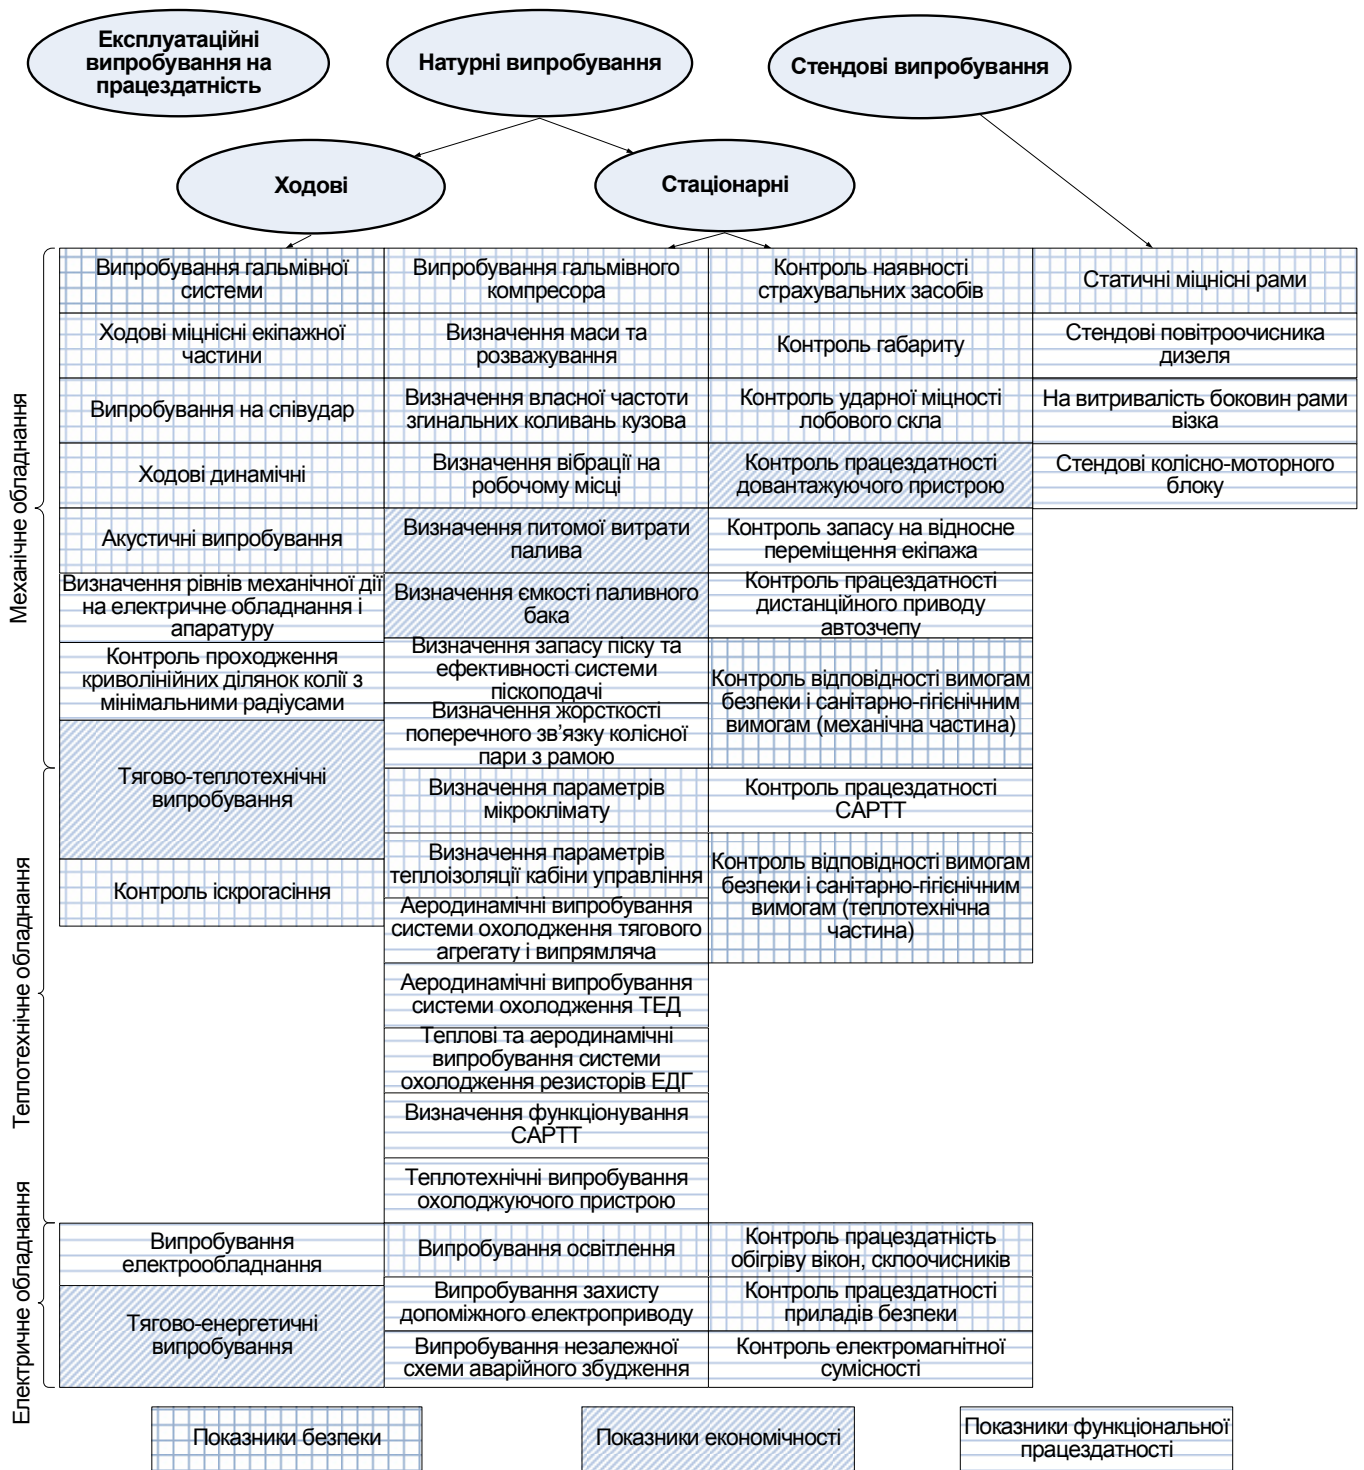 Експлуатаційні
випробування на
працездатність
Натурні випробування
Стендові випробування
Ходові
Стаціонарні
Механічне обладнання
Випробування гальмівної
системи
Ходові міцнісні екіпажної
частини
Випробування на співудар
Ходові динамічні
Акустичні випробування
Визначення рівнів механічної дії
на електричне обладнання і
апаратуру
Контроль проходження
криволінійних ділянок колії з
мінімальними радіусами
Тягово-теплотехнічні
випробування
Контроль іскрогасіння
Випробування гальмівного
компресора
Визначення маси та
розважування
Визначення власної частоти
згинальних коливань кузова
Визначення вібрації на
робочому місці
Визначення питомої витрати
палива
Визначення ємкості паливного
бака
Визначення запасу піску та
ефективності системи
піскоподачі
Визначення жорсткості
поперечного зв’язку колісної
пари з рамою
Визначення параметрів
мікроклімату
Визначення параметрів
теплоізоляції кабіни управління
Аеродинамічні випробування
системи охолодження тягового
агрегату і випрямляча
Аеродинамічні випробування
системи охолодження ТЕД
Теплові та аеродинамічні
випробування системи
охолодження резисторів ЕДГ
Визначення функціонування
САРТТ
Теплотехнічні випробування
охолоджуючого пристрою
Контроль наявності
страхувальних засобів
Контроль габариту
Контроль ударної міцності
лобового скла
Контроль працездатності
довантажуючого пристрою
Контроль запасу на відносне
переміщення екіпажа
Контроль працездатності
дистанційного приводу
автозчепу
Контроль відповідності вимогам
безпеки і санітарно-гігієнічним
вимогам (механічна частина)
Контроль працездатності
САРТТ
Контроль відповідності вимогам
безпеки і санітарно-гігієнічним
вимогам (теплотехнічна
частина)
Статичні міцнісні рами
Стендові повітроочисника
дизеля
На витривалість боковин рами
візка
Стендові колісно-моторного
блоку
Теплотехнічне обладнання
Електричне обладнання
Випробування
електрообладнання
Тягово-енергетичні
випробування
Випробування освітлення
Випробування захисту
допоміжного електроприводу
Випробування незалежної
схеми аварійного збудження
Контроль працездатність
обігріву вікон, склоочисників
Контроль працездатності
приладів безпеки
Контроль електромагнітної
сумісності
Показники безпеки
Показники економічності
Показники функціональної
працездатності